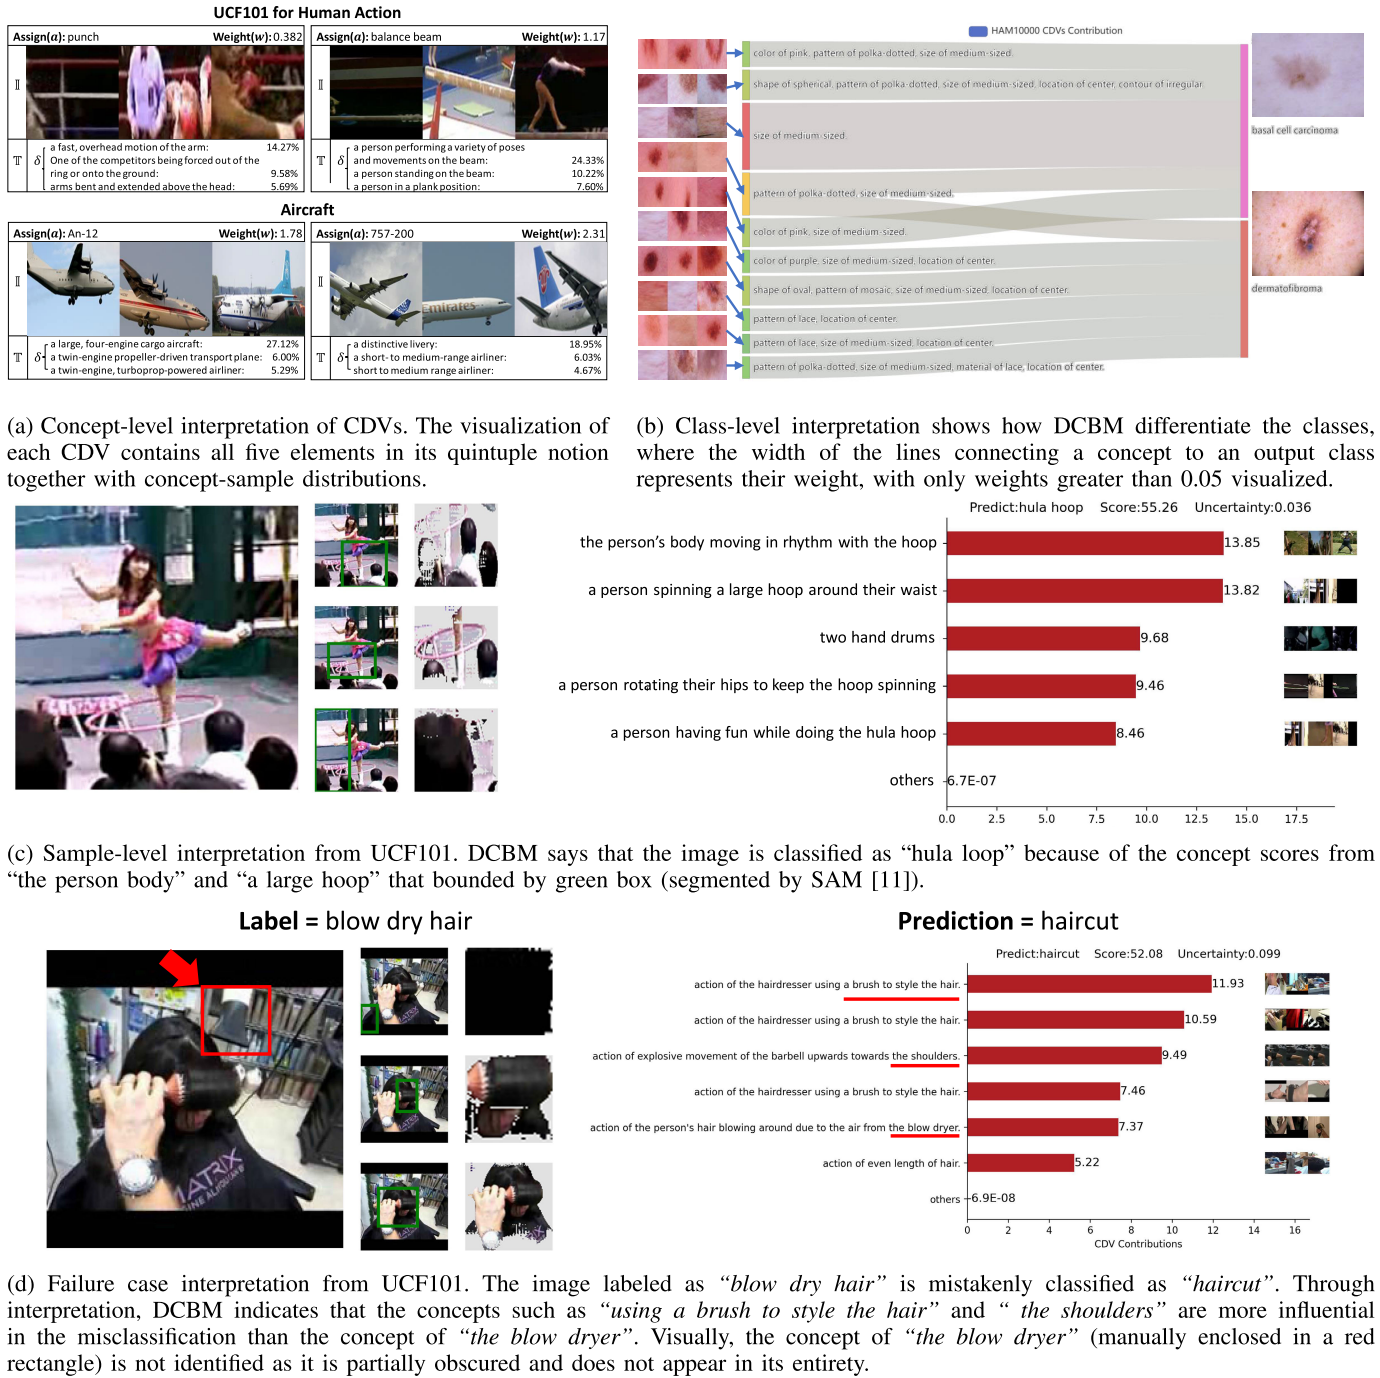 UCF101 for Human Action
Assign(a): punch Weight(w): 0.382
𝕀
𝕋 δ
a fast, overhead motion of the arm: 14.27%
One of the competitors being forced out of the
ring or onto the ground: 9.58%
arms bent and extended above the head: 5.69%
Assign(a): balance beam Weight(w): 1.17
𝕀
𝕋 δ
a person performing a variety of poses
and movements on the beam: 24.33%
a person standing on the beam: 10.22%
a person in a plank position: 7.60%
Aircraft
Assign(a): An-12 Weight(w): 1.78
𝕀
𝕋 δ
a large, four-engine cargo aircraft: 27.12%
a twin-engine propeller-driven transport plane: 6.00%
a twin-engine, turboprop-powered airliner: 5.29%
Assign(a): 757-200 Weight(w): 2.31
𝕀
Emirates
𝕋 δ
a distinctive livery: 18.95%
a short- to medium-range airliner: 6.03%
short to medium range airliner: 4.67%
HAM10000 CDVs Contribution
color of pink, pattern of polka-dotted, size of medium-sized.
shape of spherical, pattern of polka-dotted, size of medium-sized, location of center, contour of irregular.
size of medium-sized.
pattern of polka-dotted, size of medium-sized.
color of pink, size of medium-sized.
color of purple, size of medium-sized, location of center.
shape of oval, pattern of mosaic, size of medium-sized, location of center.
pattern of lace, location of center.
pattern of lace, size of medium-sized, location of center.
pattern of polka-dotted, size of medium-sized, material of lace, location of center.
basal cell carcinoma
dermatofibroma
(a) Concept-level interpretation of CDVs. The visualization of
each CDV contains all five elements in its quintuple notion
together with concept-sample distributions.
(b) Class-level interpretation shows how DCBM differentiate the classes,
where the width of the lines connecting a concept to an output class
represents their weight, with only weights greater than 0.05 visualized.
Predict:hula hoop Score:55.26 Uncertainty:0.036
the person's body moving in rhythm with the hoop 13.85
a person spinning a large hoop around their waist 13.82
two hand drums 9.68
a person rotating their hips to keep the hoop spinning 9.46
a person having fun while doing the hula hoop 8.46
others 6.7E-07
0.0 2.5 5.0 7.5 10.0 12.5 15.0 17.5
(c) Sample-level interpretation from UCF101. DCBM says that the image is classified as “hula loop” because of the concept scores from
“the person body” and “a large hoop” that bounded by green box (segmented by SAM [11]).
Label = blow dry hair
MATRIX
Prediction = haircut
Predict:haircut Score:52.08 Uncertainty:0.099
action of the hairdresser using a brush to style the hair. 11.93
action of the hairdresser using a brush to style the hair. 10.59
action of explosive movement of the barbell upwards towards the shoulders. 9.49
action of the hairdresser using a brush to style the hair. 7.46
action of the person's hair blowing around due to the air from the blow dryer. 7.37
action of even length of hair. 5.22
others 6.9E-08
0 2 4 6 8 10 12 14 16
CDV Contributions
(d) Failure case interpretation from UCF101. The image labeled as “blow dry hair” is mistakenly classified as “haircut”. Through
interpretation, DCBM indicates that the concepts such as “using a brush to style the hair” and “ the shoulders” are more influential
in the misclassification than the concept of “the blow dryer”. Visually, the concept of “the blow dryer” (manually enclosed in a red
rectangle) is not identified as it is partially obscured and does not appear in its entirety.